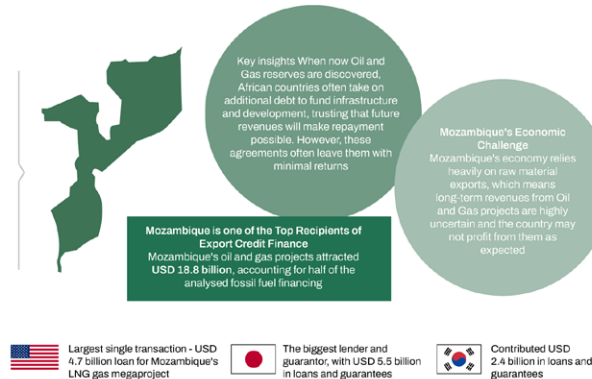 Key insights When now Oil and
Gas reserves are discovered,
African countries often take on
additional debt to fund infrastructure
and development, trusting that future
revenues will make repayment
possible. However, these
agreements often leave them with
minimal returns
Mozambique's Economic
Challenge
Mozambique's economy relies
heavily on raw material
exports, which means
long-term revenues from Oil
and Gas projects are highly
uncertain and the country may
not profit from them as
expected
Mozambique is one of the Top Recipients of
Export Credit Finance
Mozambique's oil and gas projects attracted
USD 18.8 billion, accounting for half of the
analysed fossil fuel financing
Largest single transaction - USD
4.7 billion loan for Mozambique's
LNG gas megaproject
The biggest lender and
guarantor, with USD 5.5 billion
in loans and guarantees
Contributed USD
2.4 billion in loans and
guarantees